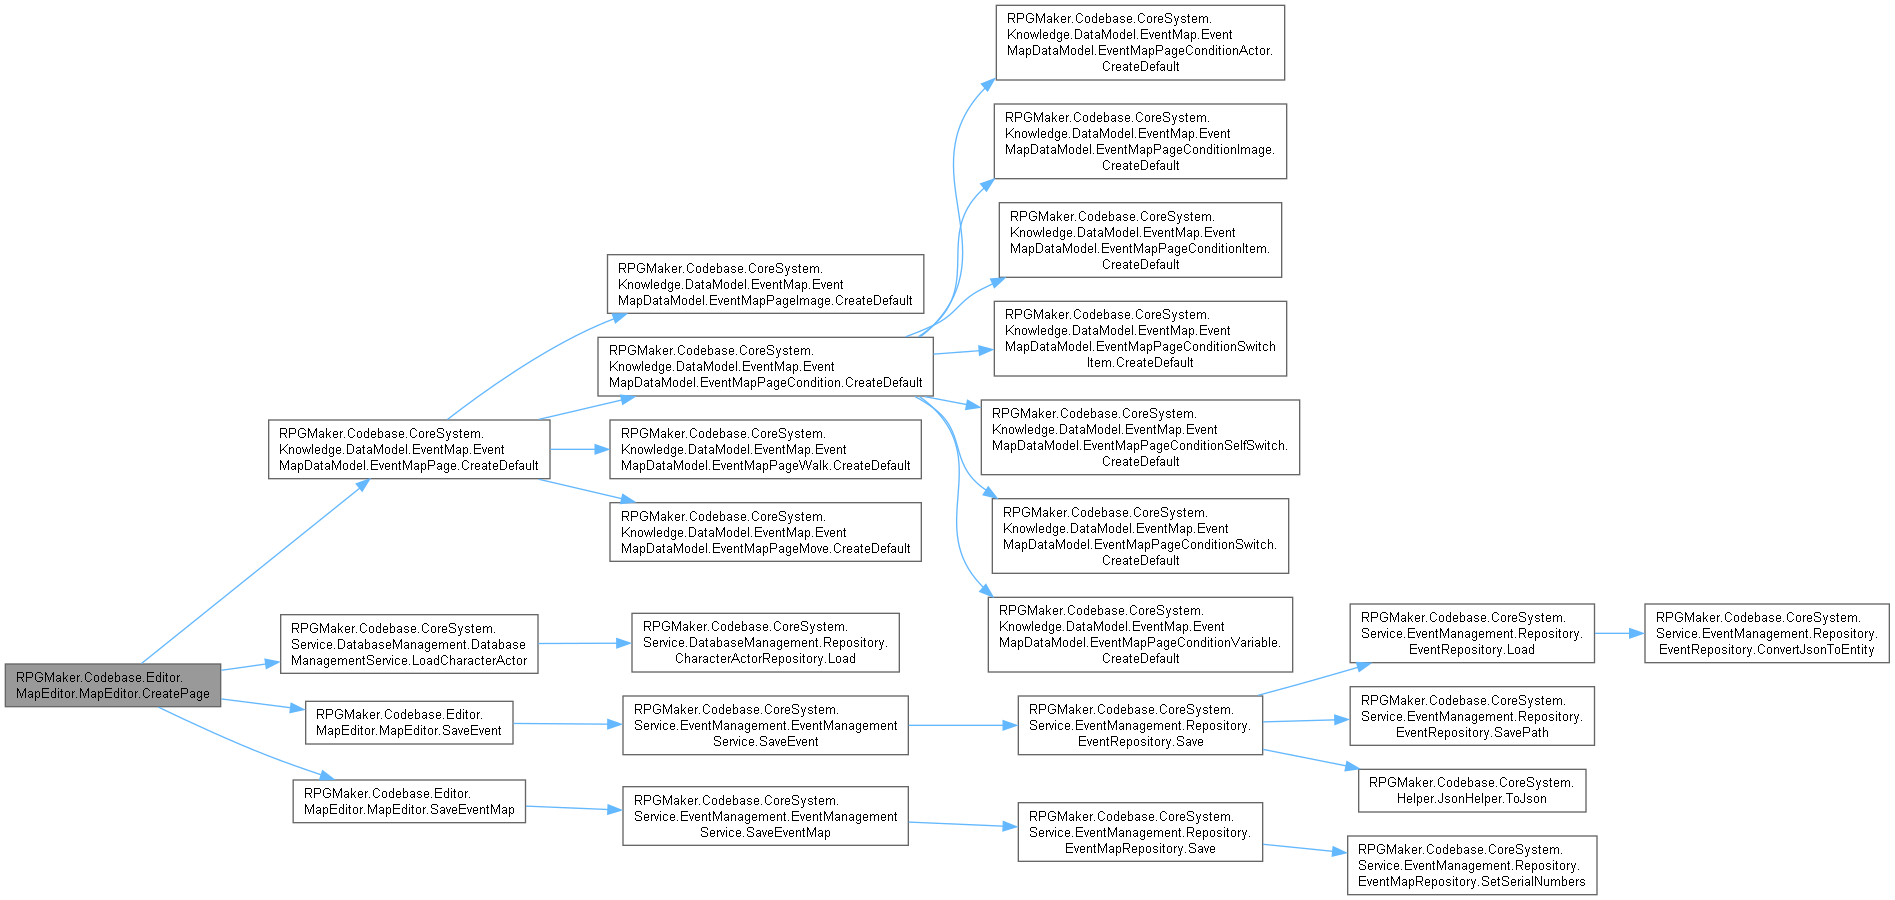 RPGMaker.Codebase.Editor.
MapEditor.MapEditor.CreatePage
RPGMaker.Codebase.CoreSystem.
Knowledge.DataModel.EventMap.Event
MapDataModel.EventMapPage.CreateDefault
RPGMaker.Codebase.CoreSystem.
Knowledge.DataModel.EventMap.Event
MapDataModel.EventMapPageImage.CreateDefault
RPGMaker.Codebase.CoreSystem.
Knowledge.DataModel.EventMap.Event
MapDataModel.EventMapPageCondition.CreateDefault
RPGMaker.Codebase.CoreSystem.
Knowledge.DataModel.EventMap.Event
MapDataModel.EventMapPageConditionActor.
CreateDefault
RPGMaker.Codebase.CoreSystem.
Knowledge.DataModel.EventMap.Event
MapDataModel.EventMapPageConditionImage.
CreateDefault
RPGMaker.Codebase.CoreSystem.
Knowledge.DataModel.EventMap.Event
MapDataModel.EventMapPageConditionItem.
CreateDefault
RPGMaker.Codebase.CoreSystem.
Knowledge.DataModel.EventMap.Event
MapDataModel.EventMapPageConditionSwitch
Item.CreateDefault
RPGMaker.Codebase.CoreSystem.
Knowledge.DataModel.EventMap.Event
MapDataModel.EventMapPageConditionSelfSwitch.
CreateDefault
RPGMaker.Codebase.CoreSystem.
Knowledge.DataModel.EventMap.Event
MapDataModel.EventMapPageConditionSwitch.
CreateDefault
RPGMaker.Codebase.CoreSystem.
Knowledge.DataModel.EventMap.Event
MapDataModel.EventMapPageConditionVariable.
CreateDefault
RPGMaker.Codebase.CoreSystem.
Knowledge.DataModel.EventMap.Event
MapDataModel.EventMapPageWalk.CreateDefault
RPGMaker.Codebase.CoreSystem.
Knowledge.DataModel.EventMap.Event
MapDataModel.EventMapPageMove.CreateDefault
RPGMaker.Codebase.CoreSystem.
Service.DatabaseManagement.Database
ManagementService.LoadCharacterActor
RPGMaker.Codebase.CoreSystem.
Service.DatabaseManagement.Repository.
CharacterActorRepository.Load
RPGMaker.Codebase.Editor.
MapEditor.MapEditor.SaveEvent
RPGMaker.Codebase.CoreSystem.
Service.EventManagement.EventManagement
Service.SaveEvent
RPGMaker.Codebase.CoreSystem.
Service.EventManagement.Repository.
EventRepository.Save
RPGMaker.Codebase.CoreSystem.
Service.EventManagement.Repository.
EventRepository.Load
RPGMaker.Codebase.CoreSystem.
Service.EventManagement.Repository.
EventRepository.ConvertJsonToEntity
RPGMaker.Codebase.CoreSystem.
Service.EventManagement.Repository.
EventRepository.SavePath
RPGMaker.Codebase.CoreSystem.
Helper.JsonHelper.ToJson
RPGMaker.Codebase.Editor.
MapEditor.MapEditor.SaveEventMap
RPGMaker.Codebase.CoreSystem.
Service.EventManagement.EventManagement
Service.SaveEventMap
RPGMaker.Codebase.CoreSystem.
Service.EventManagement.Repository.
EventMapRepository.Save
RPGMaker.Codebase.CoreSystem.
Service.EventManagement.Repository.
EventMapRepository.SetSerialNumbers